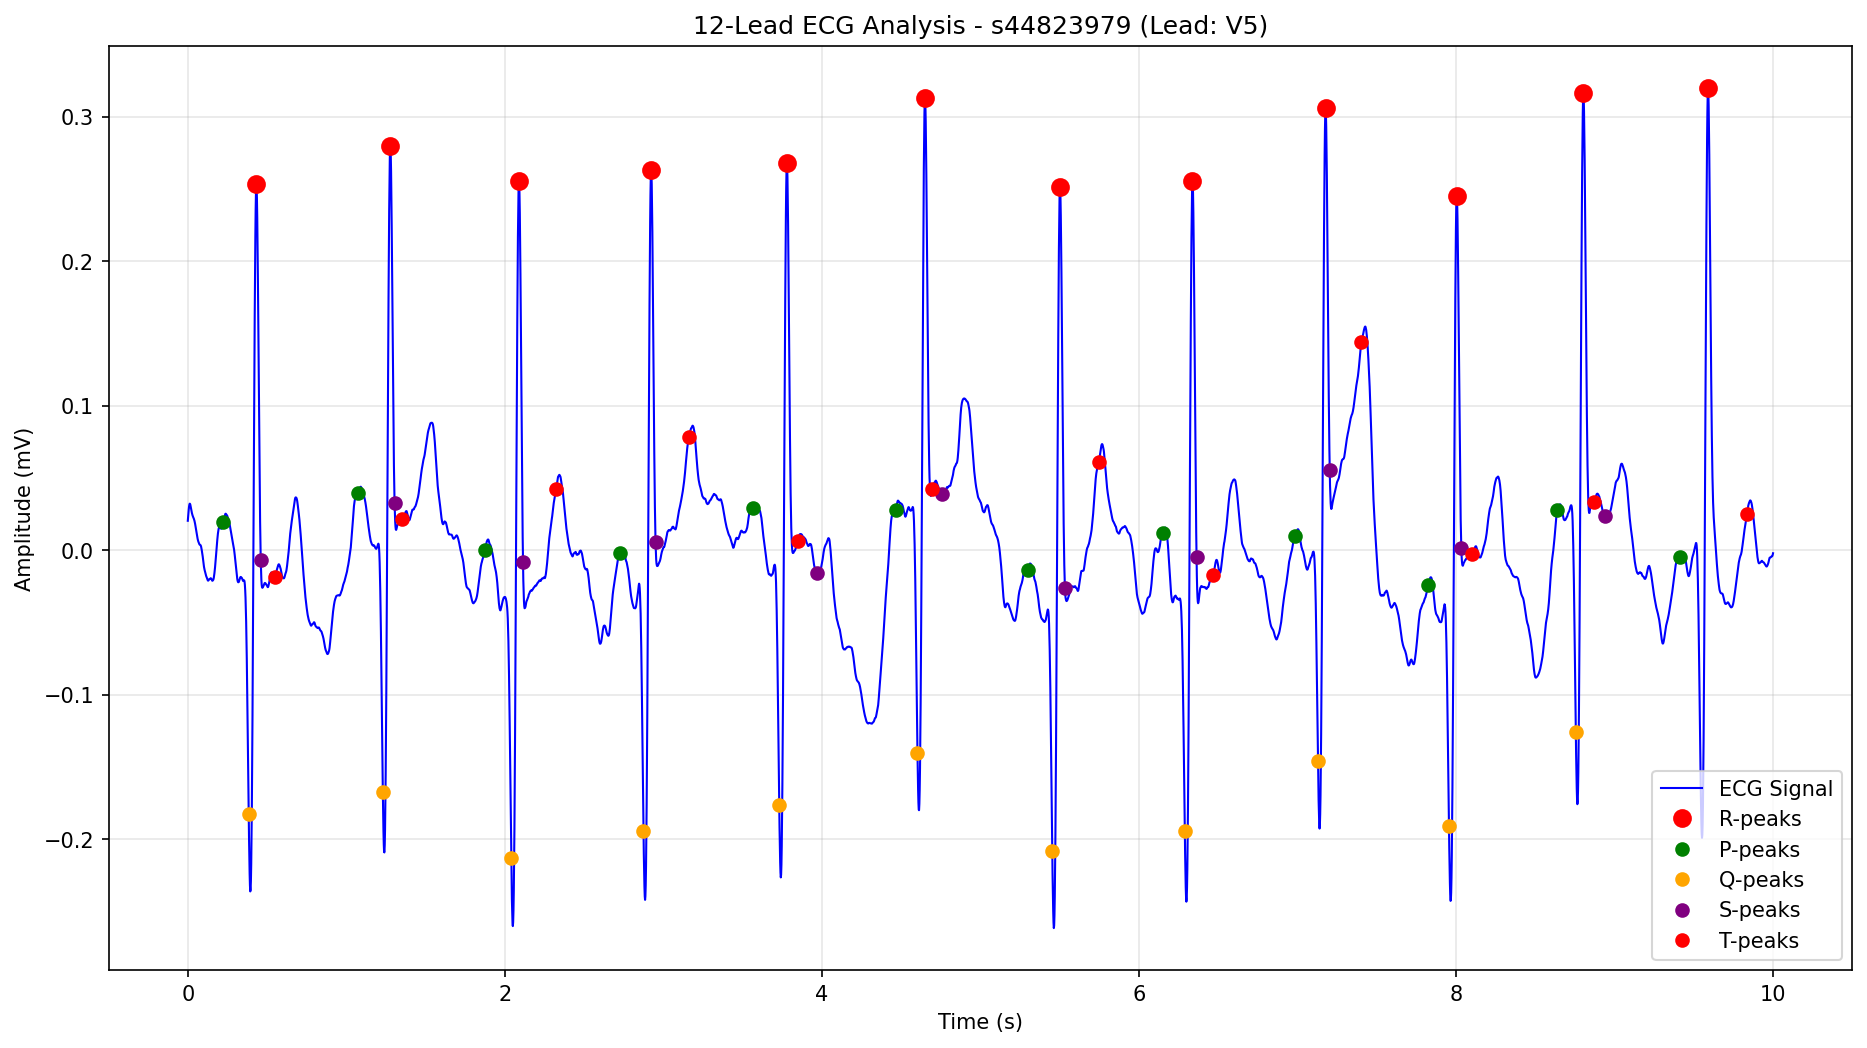 12-Lead ECG Analysis - s44823979 (Lead: V5)
Amplitude (mV)
0.3
0.2
0.1
0.0
−0.1
−0.2
0
2
4
6
8
10
Time (s)
ECG Signal
R-peaks
P-peaks
Q-peaks
S-peaks
T-peaks